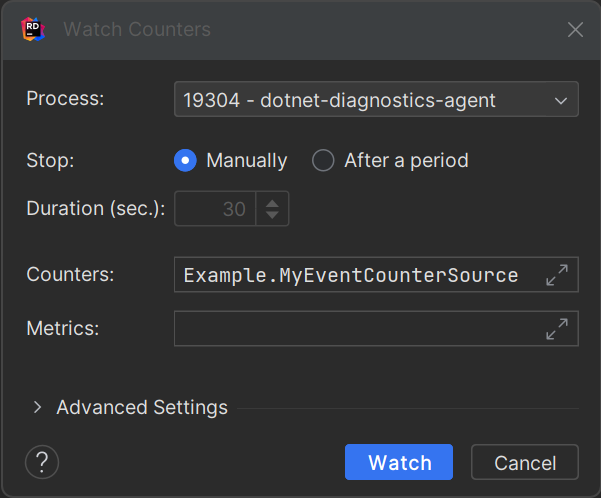 RD
Watch Counters
Process: 19304 - dotnet-diagnostics-agent
Stop: Manually After a period
Duration (sec.): 30
Counters: Example.MyEventCounterSource
Metrics:
Advanced Settings
? Watch Cancel